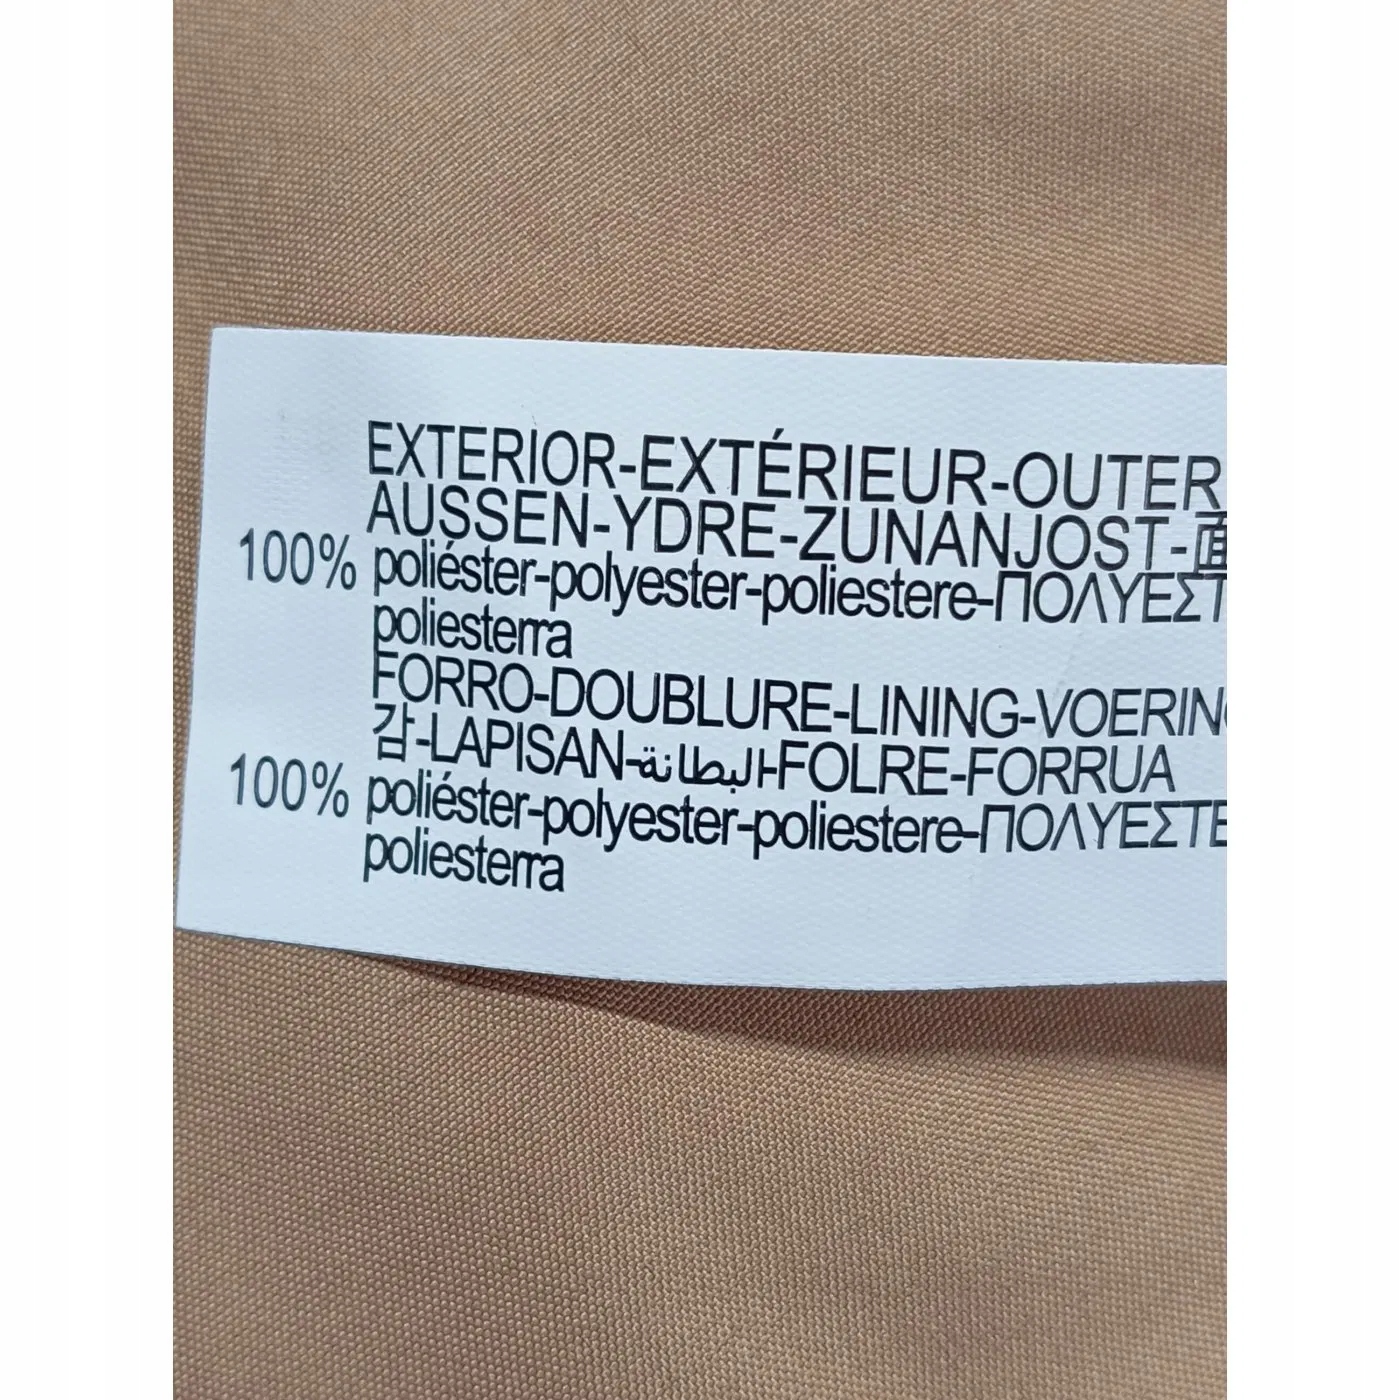 EXTERIOR-EXTÉRIEUR-OUTER
AUSSEN-YDRE-ZUNANJOST-面
100% poliéster-polyester-poliestere-ΠΟΛΥΕΣΤ
poliesterra
FORRO-DOUBLURE-LINING-VOERING
감-LAPISAN-البطانة-FOLRE-FORRUA
100% poliéster-polyester-poliestere-ΠΟΛΥΕΣΤΕ
poliesterra